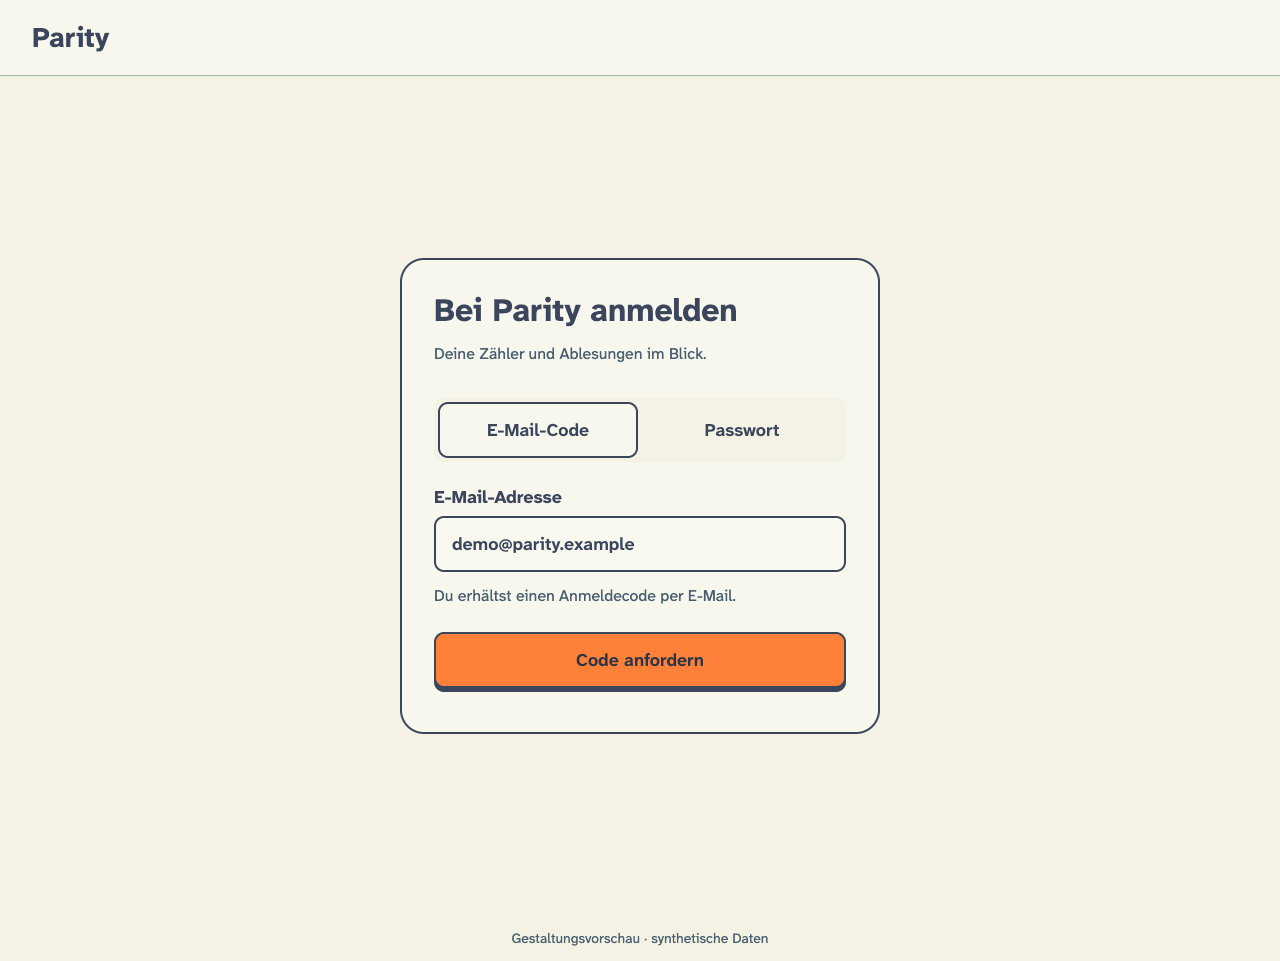 Parity
Bei Parity anmelden
Deine Zähler und Ablesungen im Blick.
E-Mail-Code
Passwort
E-Mail-Adresse
demo@parity.example
Du erhältst einen Anmeldecode per E-Mail.
Code anfordern
Gestaltungsvorschau · synthetische Daten